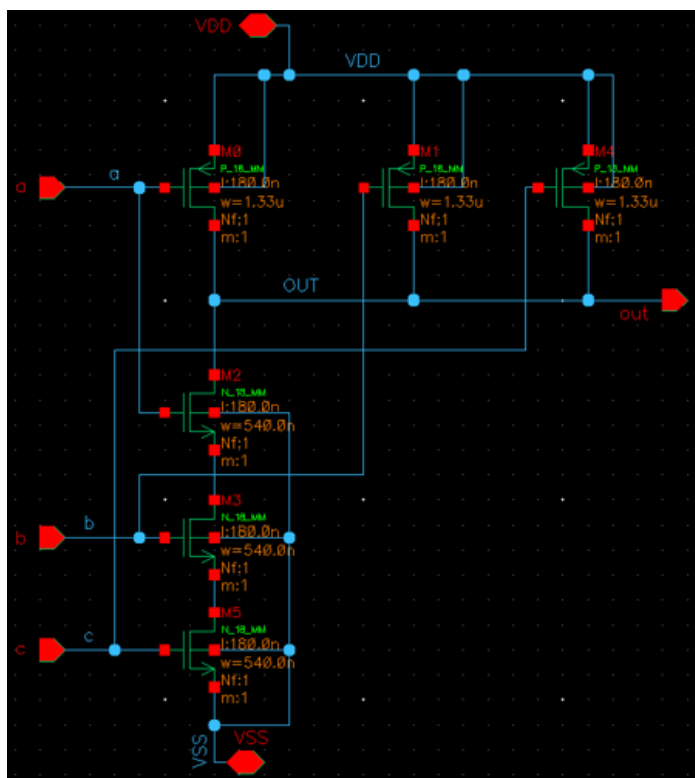 VDD
VDD
M0
P_18_MM
l:180.0n
w=1.33u
Nf:1
m:1
M1
P_18_MM
l:180.0n
w=1.33u
Nf:1
m:1
M4
P_18_MM
l:180.0n
w=1.33u
Nf:1
m:1
a
a
OUT
out
M2
N_18_MM
l:180.0n
w=540.0n
Nf:1
m:1
M3
N_18_MM
l:180.0n
w=540.0n
Nf:1
m:1
b
b
M5
N_18_MM
l:180.0n
w=540.0n
Nf:1
m:1
c
c
VSS
VSS